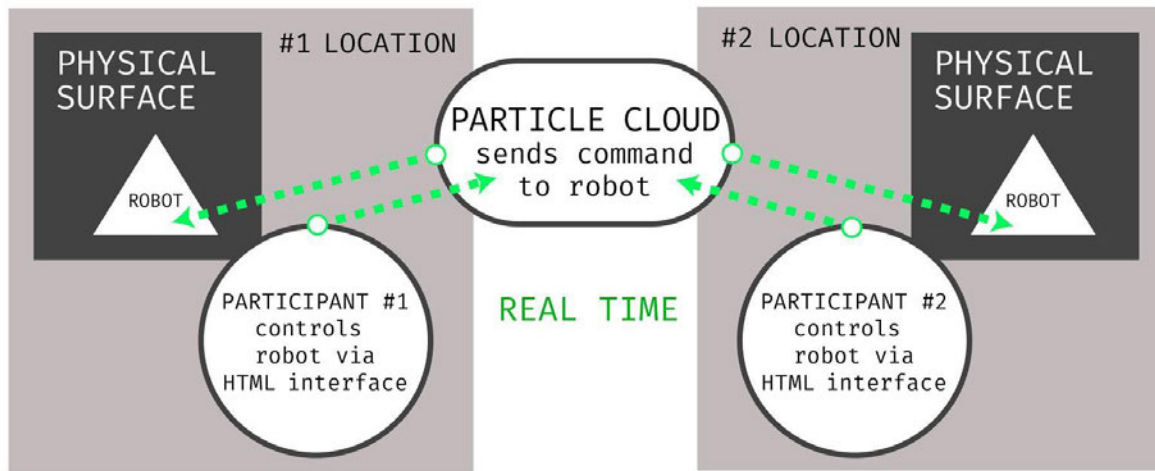 #1 LOCATION
PHYSICAL
SURFACE
ROBOT
PARTICIPANT #1
controls
robot via
HTML interface
PARTICLE CLOUD
sends command
to robot
REAL TIME
#2 LOCATION
PHYSICAL
SURFACE
ROBOT
PARTICIPANT #2
controls
robot via
HTML interface